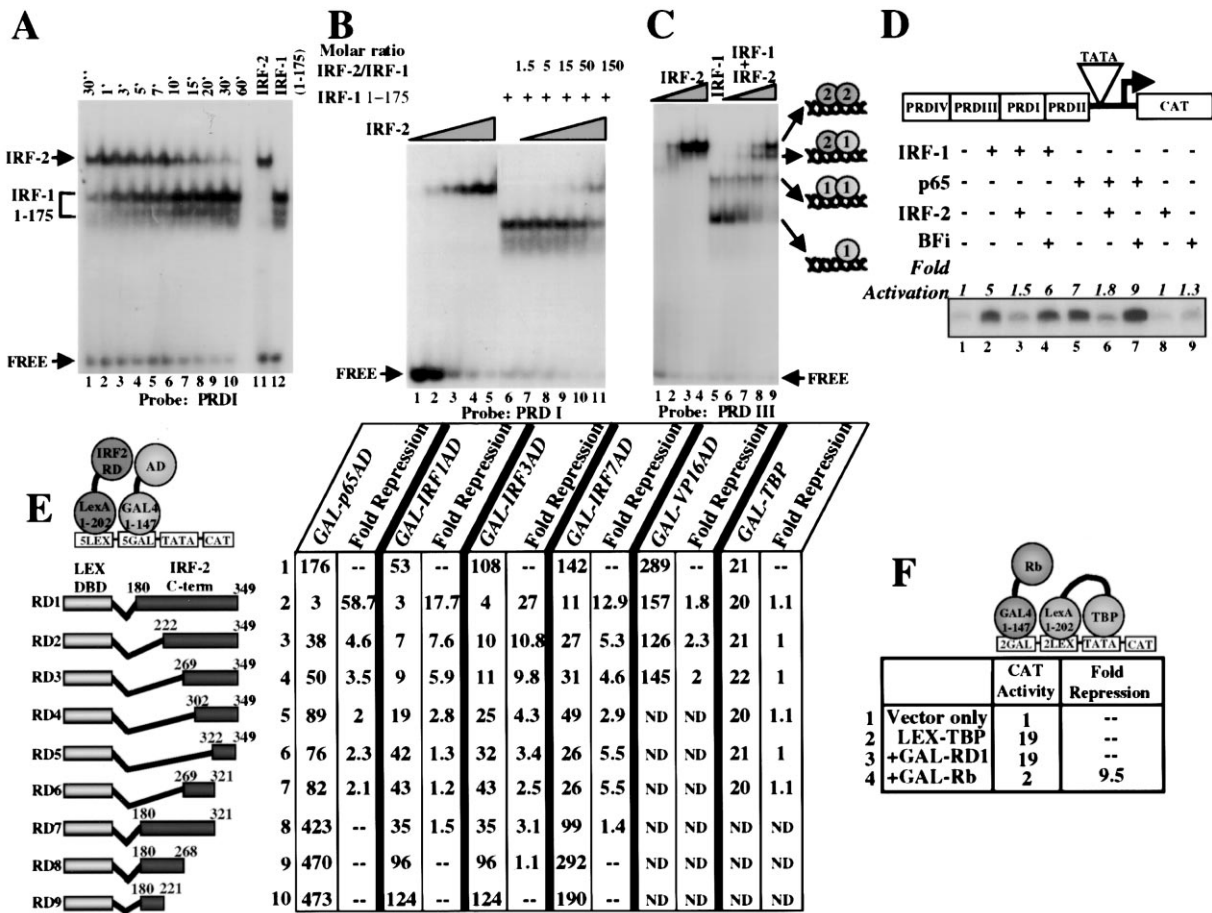 A
30'' 1' 3' 5' 7' 10' 15' 20' 30' 60' IRF-2 IRF-1 (1-175)
IRF-2
IRF-1
1-175
FREE
1 2 3 4 5 6 7 8 9 10 11 12
Probe: PRDI
B
Molar ratio
IRF-2/IRF-1 1.5 5 15 50 150
IRF-1 1–175 + + + + + +
IRF-2
FREE
1 2 3 4 5 6 7 8 9 10 11
Probe: PRD I
C
IRF-2 IRF-1 IRF-1 + IRF-2
2 2
2 1
1 1
1
FREE
1 2 3 4 5 6 7 8 9
Probe: PRD III
D
TATA
PRDIV PRDIII PRDI PRDII CAT
IRF-1 - + + + - - - - -
p65 - - - - + + + - -
IRF-2 - - + - - + - + -
BFi - - - + - - + - +
Fold
Activation 1 5 1.5 6 7 1.8 9 1 1.3
1 2 3 4 5 6 7 8 9
E
IRF2 RD AD
LexA 1-202 GAL4 1-147
5LEX 5GAL TATA CAT
LEX DBD IRF-2 C-term
RD1 180 349
RD2 222 349
RD3 269 349
RD4 302 349
RD5 322 349
RD6 269 321
RD7 180 321
RD8 180 268
RD9 180 221
GAL-p65AD Fold Repression GAL-IRF1AD Fold Repression GAL-IRF3AD Fold Repression GAL-IRF7AD Fold Repression GAL-VP16AD Fold Repression GAL-TBP Fold Repression
1 176 -- 53 -- 108 -- 142 -- 289 -- 21 --
2 3 58.7 3 17.7 4 27 11 12.9 157 1.8 20 1.1
3 38 4.6 7 7.6 10 10.8 27 5.3 126 2.3 21 1
4 50 3.5 9 5.9 11 9.8 31 4.6 145 2 22 1
5 89 2 19 2.8 25 4.3 49 2.9 ND ND 20 1.1
6 76 2.3 42 1.3 32 3.4 26 5.5 ND ND 21 1
7 82 2.1 43 1.2 43 2.5 26 5.5 ND ND 20 1.1
8 423 -- 35 1.5 35 3.1 99 1.4 ND ND ND ND
9 470 -- 96 -- 96 1.1 292 -- ND ND ND ND
10 473 -- 124 -- 124 -- 190 -- ND ND ND ND
F
Rb
GAL4 1-147 LexA 1-202 TBP
2GAL 2LEX TATA CAT
CAT Activity Fold Repression
1 Vector only 1 --
2 LEX-TBP 19 --
3 +GAL-RD1 19 --
4 +GAL-Rb 2 9.5